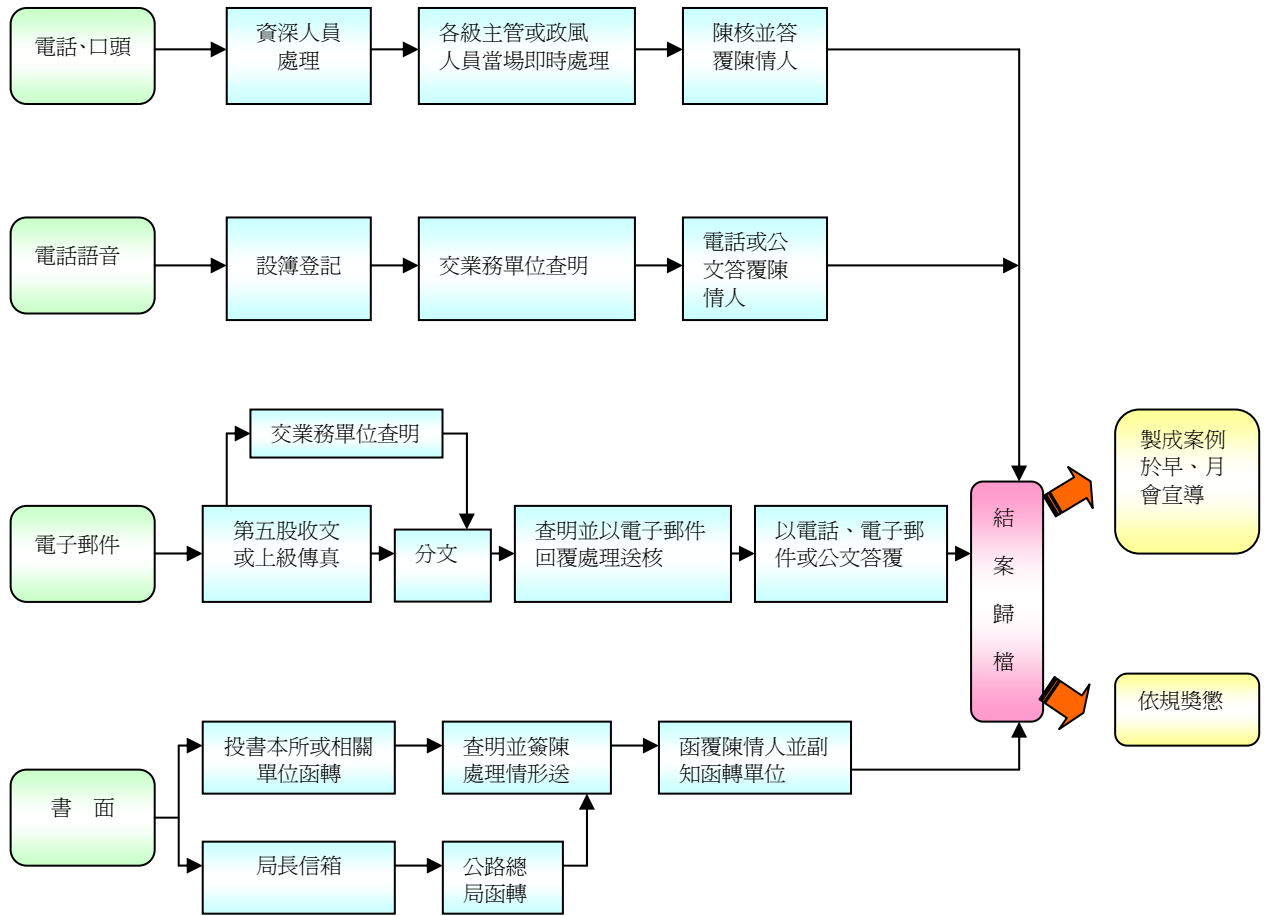 電話、口頭
資深人員
處理
各級主管或政風
人員當場即時處理
陳核並答
覆陳情人
電話語音
設簿登記
交業務單位查明
電話或公
文答覆陳
情人
交業務單位查明
電子郵件
第五股收文
或上級傳真
分文
查明並以電子郵件
回覆處理送核
以電話、電子郵
件或公文答覆
結
案
歸
檔
製成案例
於早、月
會宣導
依規獎懲
書 面
投書本所或相關
單位函轉
查明並簽陳
處理情形送
函覆陳情人並副
知函轉單位
局長信箱
公路總
局函轉